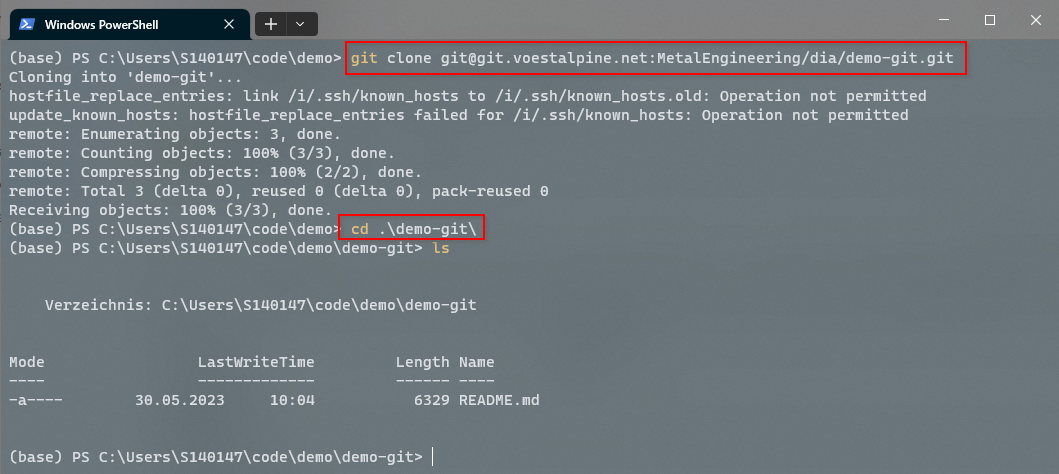 Windows PowerShell
(base) PS C:\Users\S140147\code\demo> git clone git@git.voestalpine.net:MetalEngineering/dia/demo-git.git
Cloning into 'demo-git'...
hostfile_replace_entries: link /i/.ssh/known_hosts to /i/.ssh/known_hosts.old: Operation not permitted
update_known_hosts: hostfile_replace_entries failed for /i/.ssh/known_hosts: Operation not permitted
remote: Enumerating objects: 3, done.
remote: Counting objects: 100% (3/3), done.
remote: Compressing objects: 100% (2/2), done.
remote: Total 3 (delta 0), reused 0 (delta 0), pack-reused 0
Receiving objects: 100% (3/3), done.
(base) PS C:\Users\S140147\code\demo> cd .\demo-git\
(base) PS C:\Users\S140147\code\demo\demo-git> ls
Verzeichnis: C:\Users\S140147\code\demo\demo-git
Mode LastWriteTime Length Name
---- ------------- ------ ----
-a---- 30.05.2023 10:04 6329 README.md
(base) PS C:\Users\S140147\code\demo\demo-git>